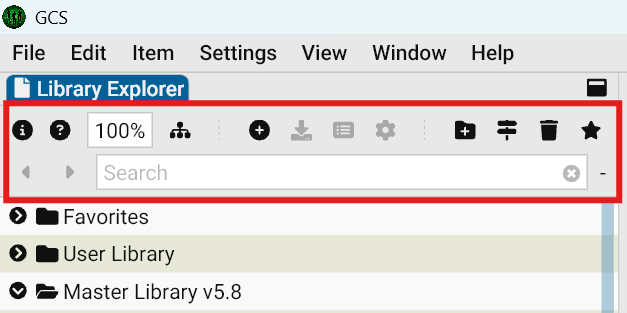 GCS
File Edit Item Settings View Window Help
Library Explorer
100%
Search
-
Favorites
User Library
Master Library v5.8